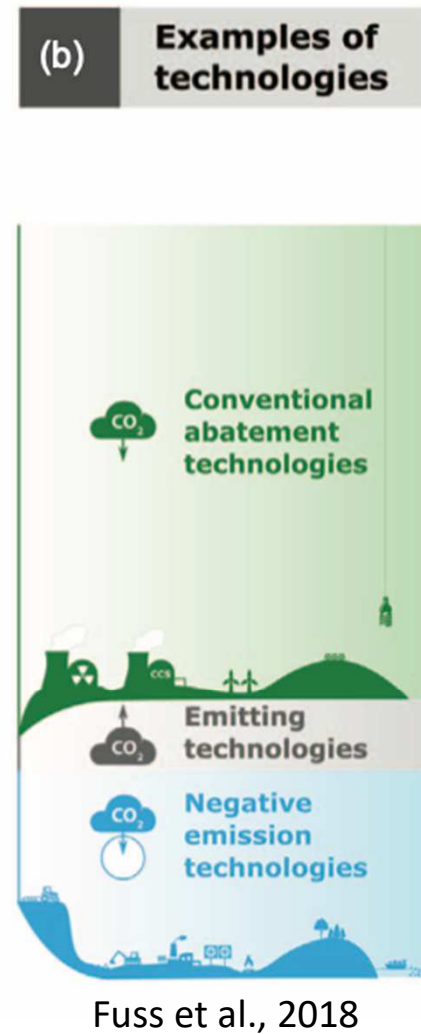 (b)
Examples of
technologies
CO₂
Conventional
abatement
technologies
CCS
CO₂
Emitting
technologies
CO₂
Negative
emission
technologies
Fuss et al., 2018